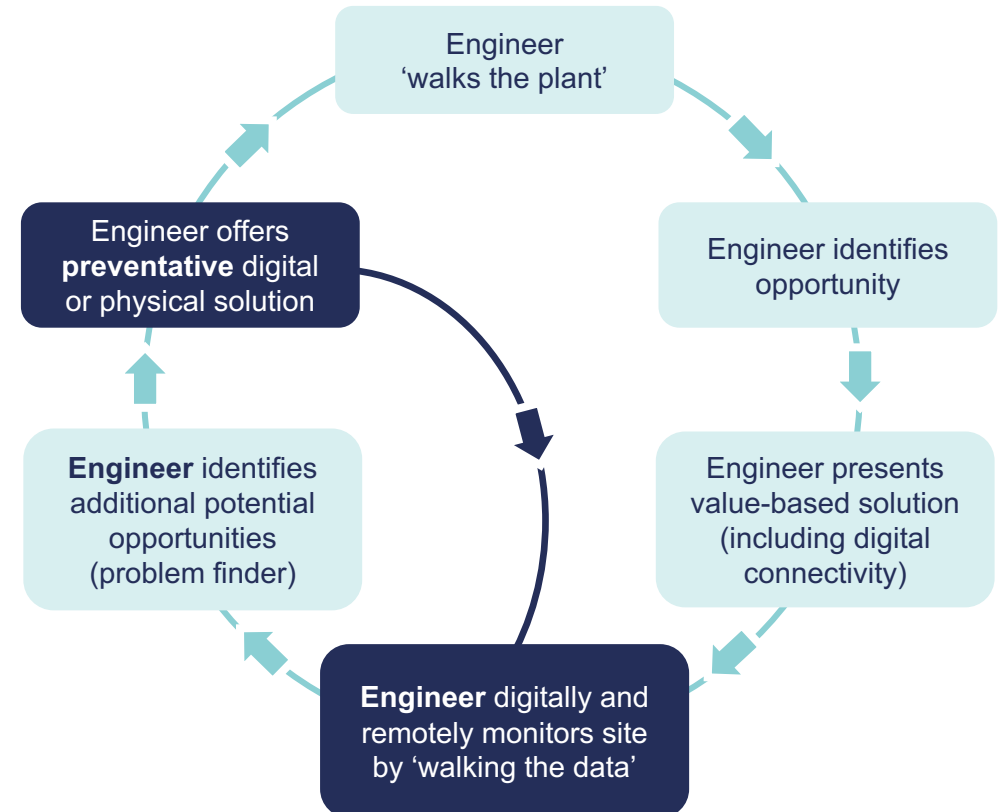 Engineer
‘walks the plant’
Engineer identifies
opportunity
Engineer presents
value-based solution
(including digital
connectivity)
Engineer digitally and
remotely monitors site
by ‘walking the data’
Engineer identifies
additional potential
opportunities
(problem finder)
Engineer offers
preventative digital
or physical solution